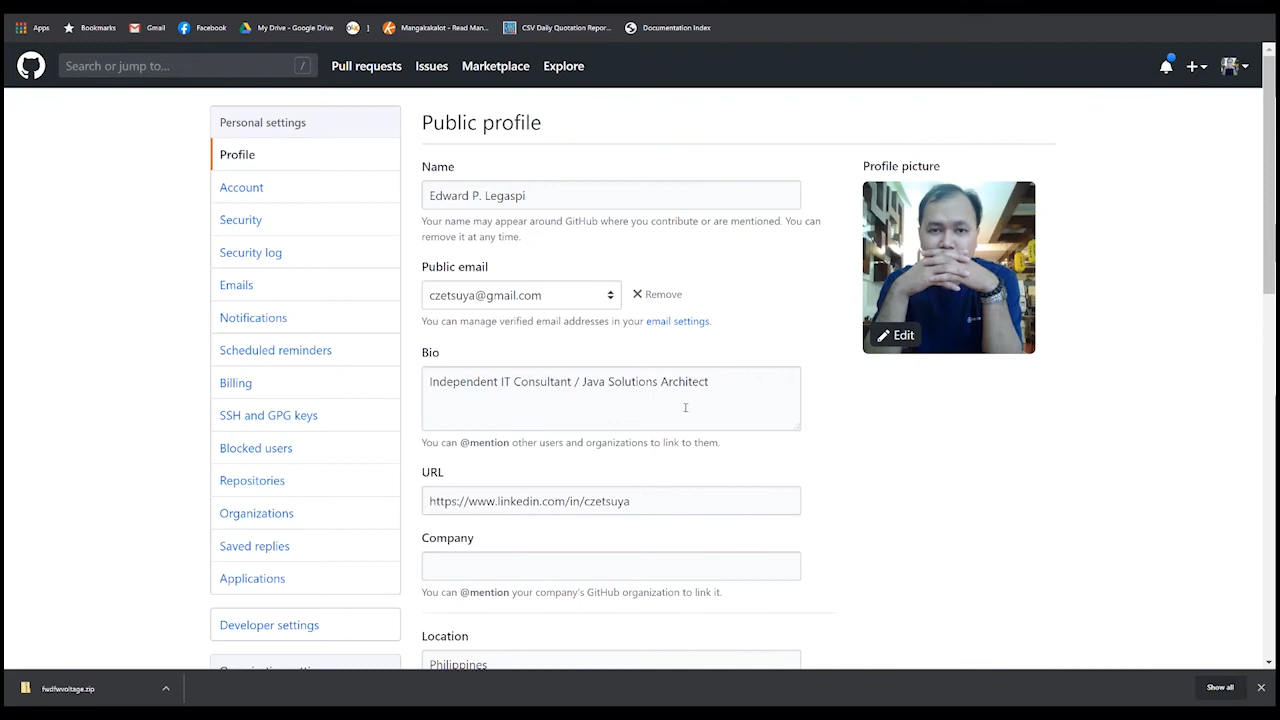 Apps
Bookmarks
Gmail
Facebook
My Drive - Google Drive
1
Mangakakalot - Read Man...
CSV Daily Quotation Repor...
Documentation Index
Search or jump to...
/
Pull requests
Issues
Marketplace
Explore
Personal settings
Profile
Account
Security
Security log
Emails
Notifications
Scheduled reminders
Billing
SSH and GPG keys
Blocked users
Repositories
Organizations
Saved replies
Applications
Developer settings
Public profile
Name
Edward P. Legaspi
Your name may appear around GitHub where you contribute or are mentioned. You can
remove it at any time.
Public email
czetsuya@gmail.com
Remove
You can manage verified email addresses in your email settings.
Bio
Independent IT Consultant / Java Solutions Architect
You can @mention other users and organizations to link to them.
URL
https://www.linkedin.com/in/czetsuya
Company
You can @mention your company's GitHub organization to link it.
Location
Philippines
Profile picture
Edit
fwdfwvoltage.zip
Show all